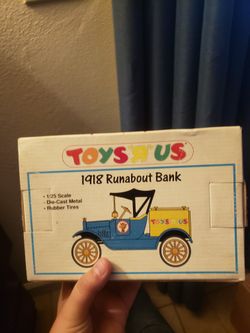 TOYS "R" US
1918 Runabout Bank
• 1/25 Scale
• Die-Cast Metal
• Rubber Tires
TOYS "R" US